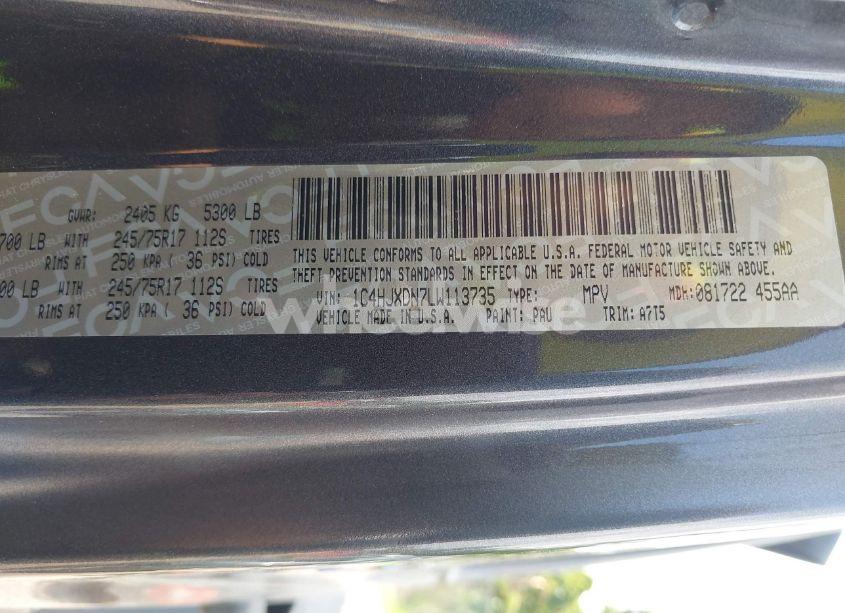 GVWR: 2405 KG 5300 LB
700 LB WITH 245/75R17 112S TIRES
RIMS AT 250 KPA ( 36 PSI) COLD
00 LB WITH 245/75R17 112S TIRES
RIMS AT 250 KPA ( 36 PSI) COLD
THIS VEHICLE CONFORMS TO ALL APPLICABLE U.S.A. FEDERAL MOTOR VEHICLE SAFETY AND
THEFT PREVENTION STANDARDS IN EFFECT ON THE DATE OF MANUFACTURE SHOWN ABOVE.
VIN: 1C4HJXDN7LW113735 TYPE: MPV MDH: 081722 455AA
VEHICLE MADE IN U.S.A. PAINT: PAU TRIM: A7T5